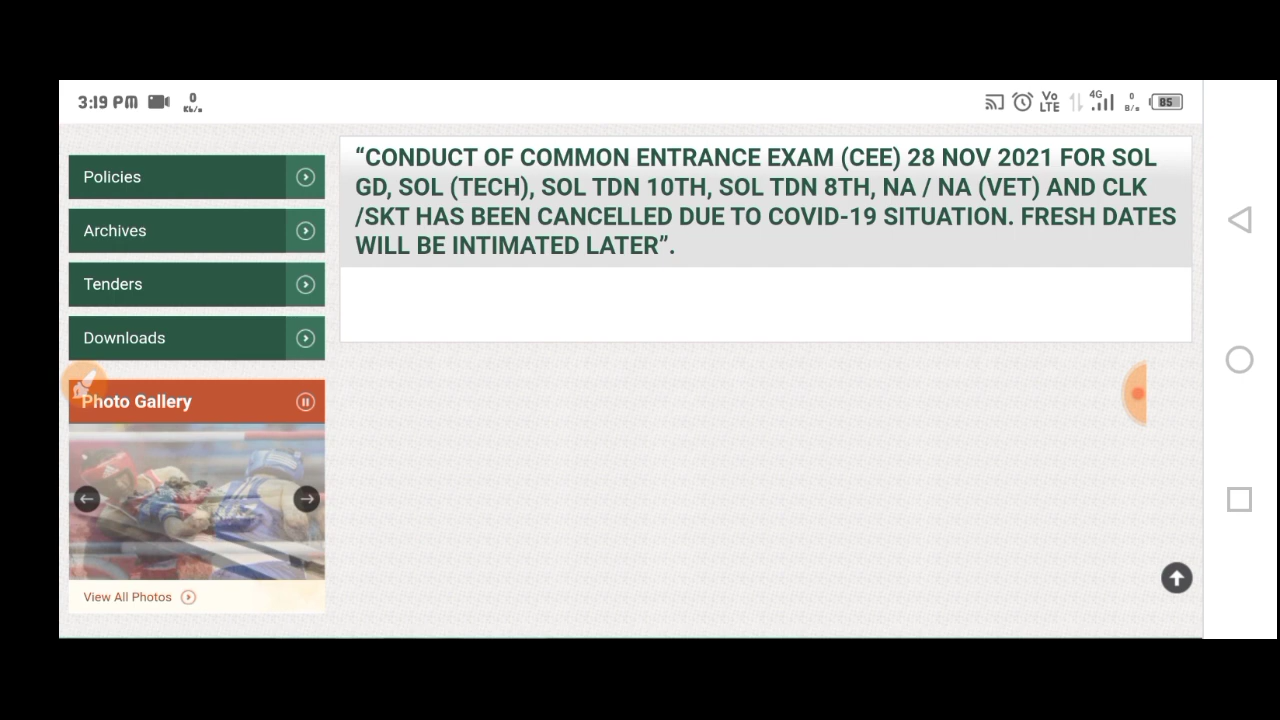 3:19 PM 0 Kb/s Vo LTE 4G 0 B/s 85
Policies
Archives
Tenders
Downloads
Photo Gallery
View All Photos
“CONDUCT OF COMMON ENTRANCE EXAM (CEE) 28 NOV 2021 FOR SOL
GD, SOL (TECH), SOL TDN 10TH, SOL TDN 8TH, NA / NA (VET) AND CLK
/SKT HAS BEEN CANCELLED DUE TO COVID-19 SITUATION. FRESH DATES
WILL BE INTIMATED LATER”.